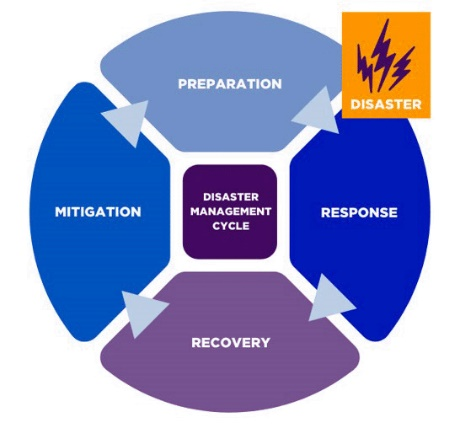 PREPARATION
DISASTER
MITIGATION
DISASTER
MANAGEMENT
CYCLE
RESPONSE
RECOVERY